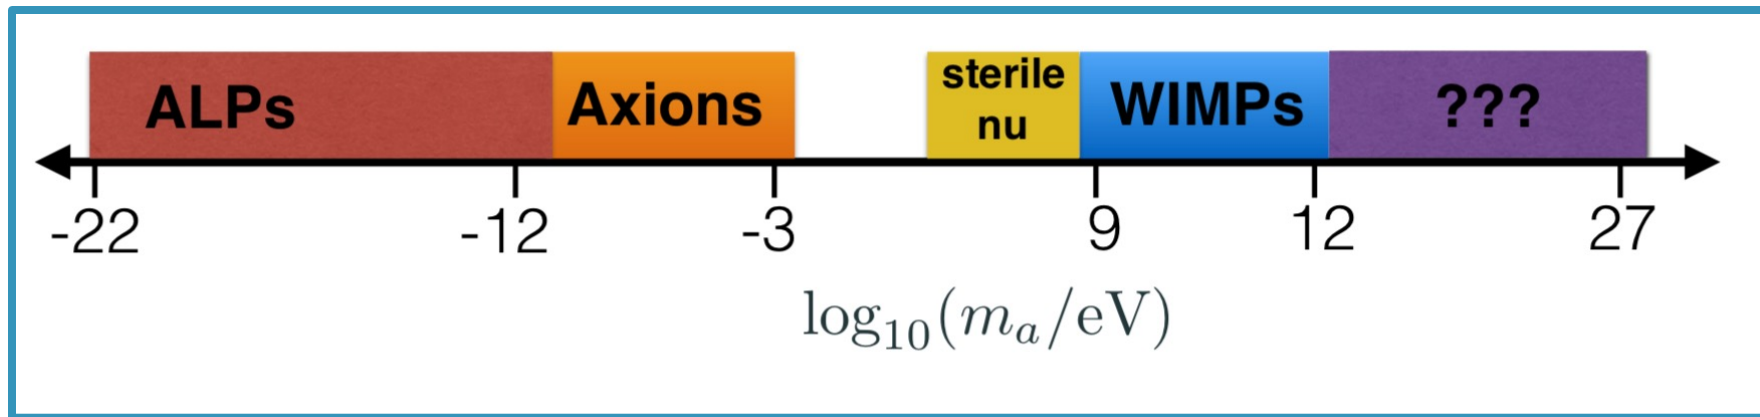 ALPs Axions sterile nu WIMPs ???
-22 -12 -3 9 12 27
log₁₀(mₐ/eV)